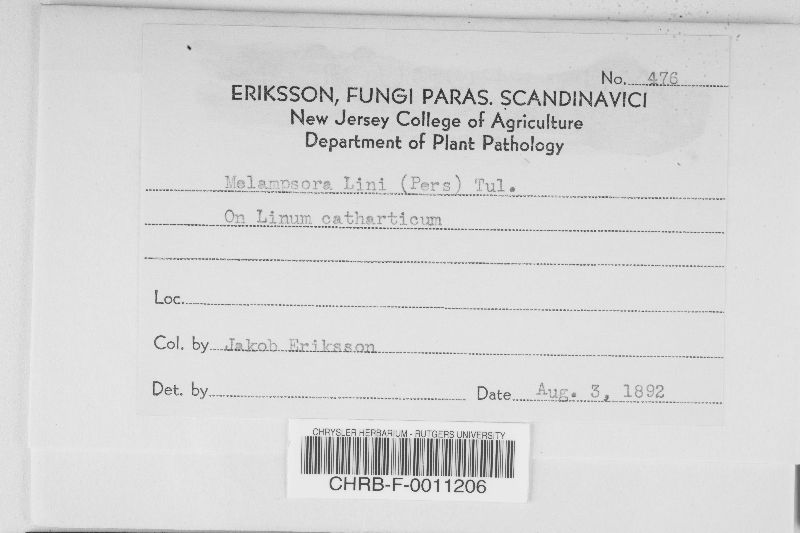 No. 476
ERIKSSON, FUNGI PARAS. SCANDINAVICI
New Jersey College of Agriculture
Department of Plant Pathology
Melampsora Lini (Pers) Tul.
On Linum catharticum
Loc.
Col. by Jakob Eriksson
Det. by Date Aug. 3, 1892
CHRYSLER HERBARIUM - RUTGERS UNIVERSITY
CHRB-F-0011206